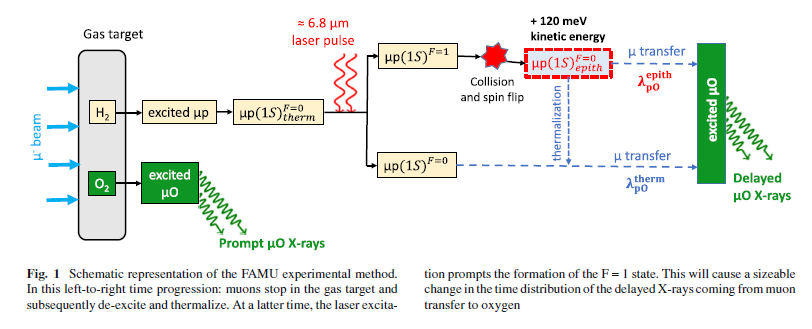 Gas target
μ⁻ beam
H₂
excited μp
μp(1S)^{F=0}_{therm}
≈ 6.8 μm
laser pulse
μp(1S)^{F=1}
Collision
and spin flip
+ 120 meV
kinetic energy
μp(1S)^{F=0}_{epith}
μ transfer
λ^{epith}_{pO}
thermalization
μp(1S)^{F=0}
μ transfer
λ^{therm}_{pO}
excited μO
Delayed
μO X-rays
O₂
excited
μO
Prompt μO X-rays
Fig. 1 Schematic representation of the FAMU experimental method.
In this left-to-right time progression: muons stop in the gas target and
subsequently de-excite and thermalize. At a latter time, the laser excita-
tion prompts the formation of the F = 1 state. This will cause a sizeable
change in the time distribution of the delayed X-rays coming from muon
transfer to oxygen